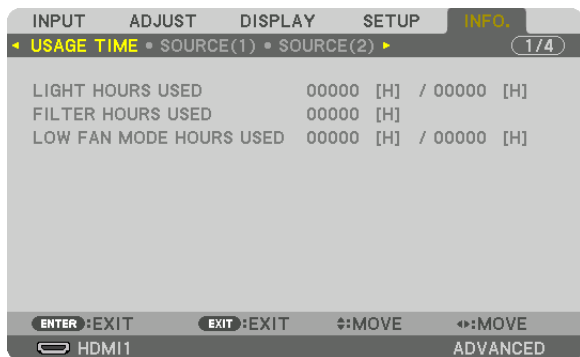 INPUT ADJUST DISPLAY SETUP INFO.
◄ USAGE TIME • SOURCE(1) • SOURCE(2) ► 1/4
LIGHT HOURS USED 00000 [H] / 00000 [H]
FILTER HOURS USED 00000 [H]
LOW FAN MODE HOURS USED 00000 [H] / 00000 [H]
ENTER :EXIT EXIT :EXIT ♦:MOVE ◄►:MOVE
HDMI1 ADVANCED